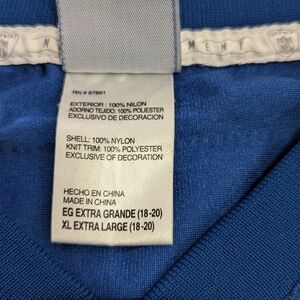 RN # 67891
EXTERIOR : 100% NILON
ADORNO TEJIDO: 100% POLIESTER
EXCLUSIVO DE DECORACION
SHELL: 100% NYLON
KNIT TRIM: 100% POLYESTER
EXCLUSIVE OF DECORATION
HECHO EN CHINA
MADE IN CHINA
EG EXTRA GRANDE (18-20)
XL EXTRA LARGE (18-20)